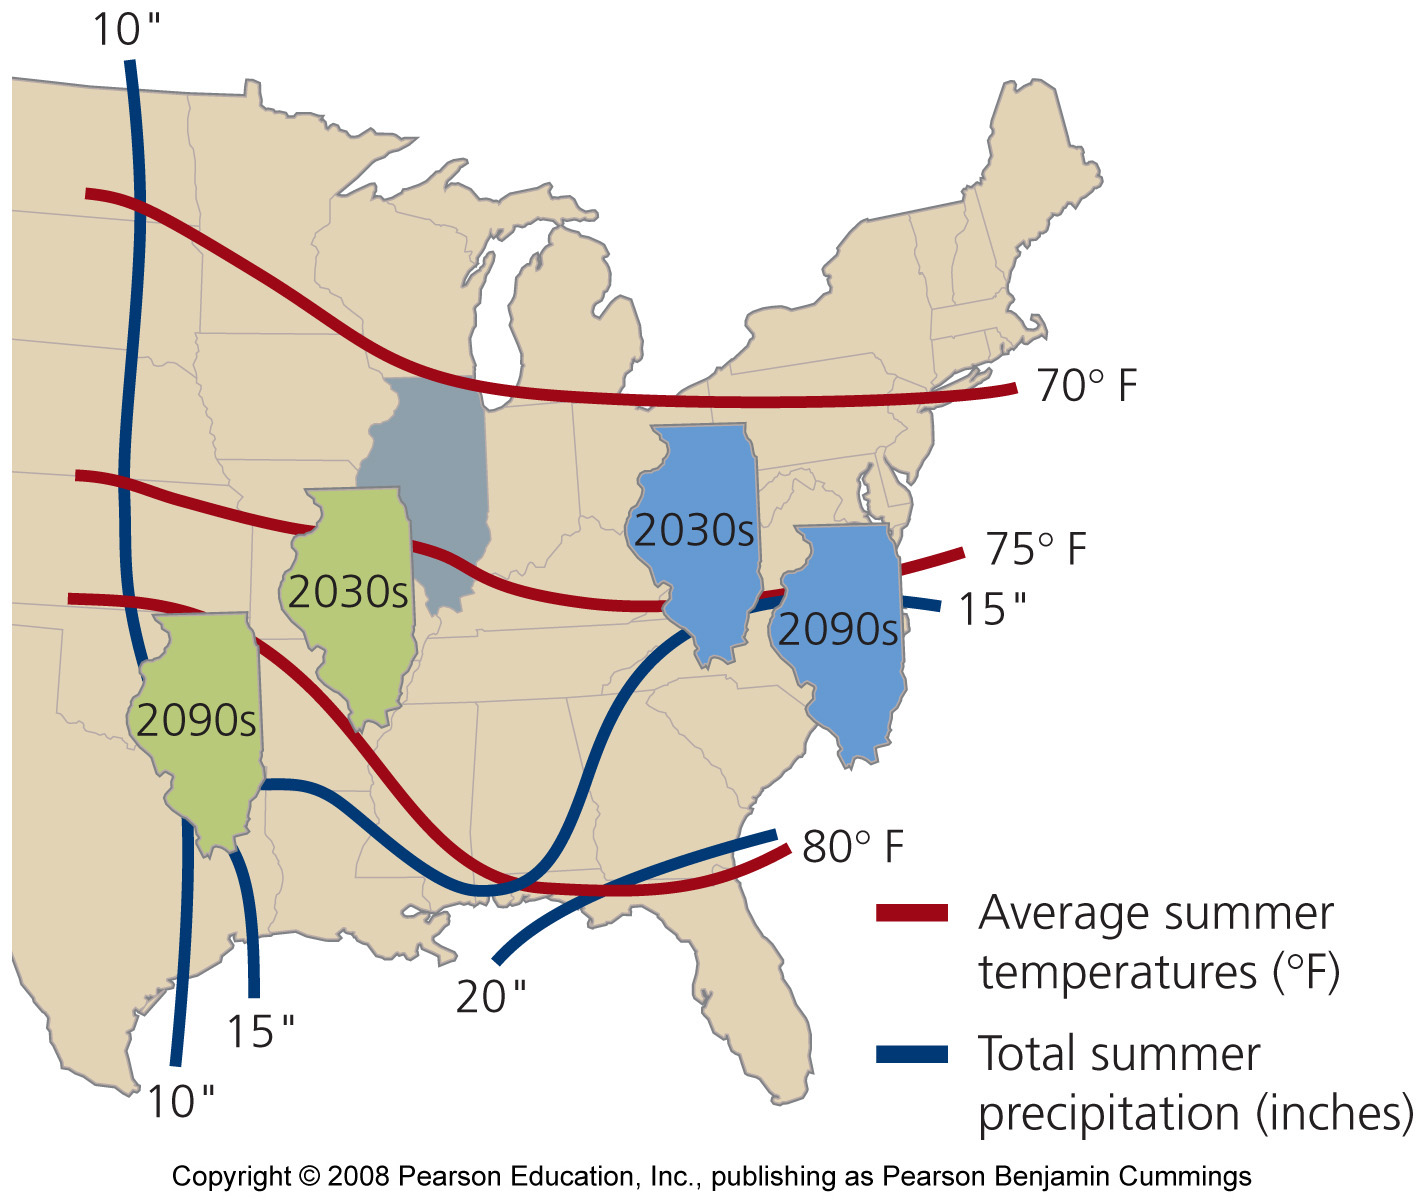 10"
70° F
2030s
75° F
2030s
15"
2090s
2090s
80° F
Average summer
temperatures (°F)
20"
15"
Total summer
precipitation (inches)
10"
Copyright © 2008 Pearson Education, Inc., publishing as Pearson Benjamin Cummings